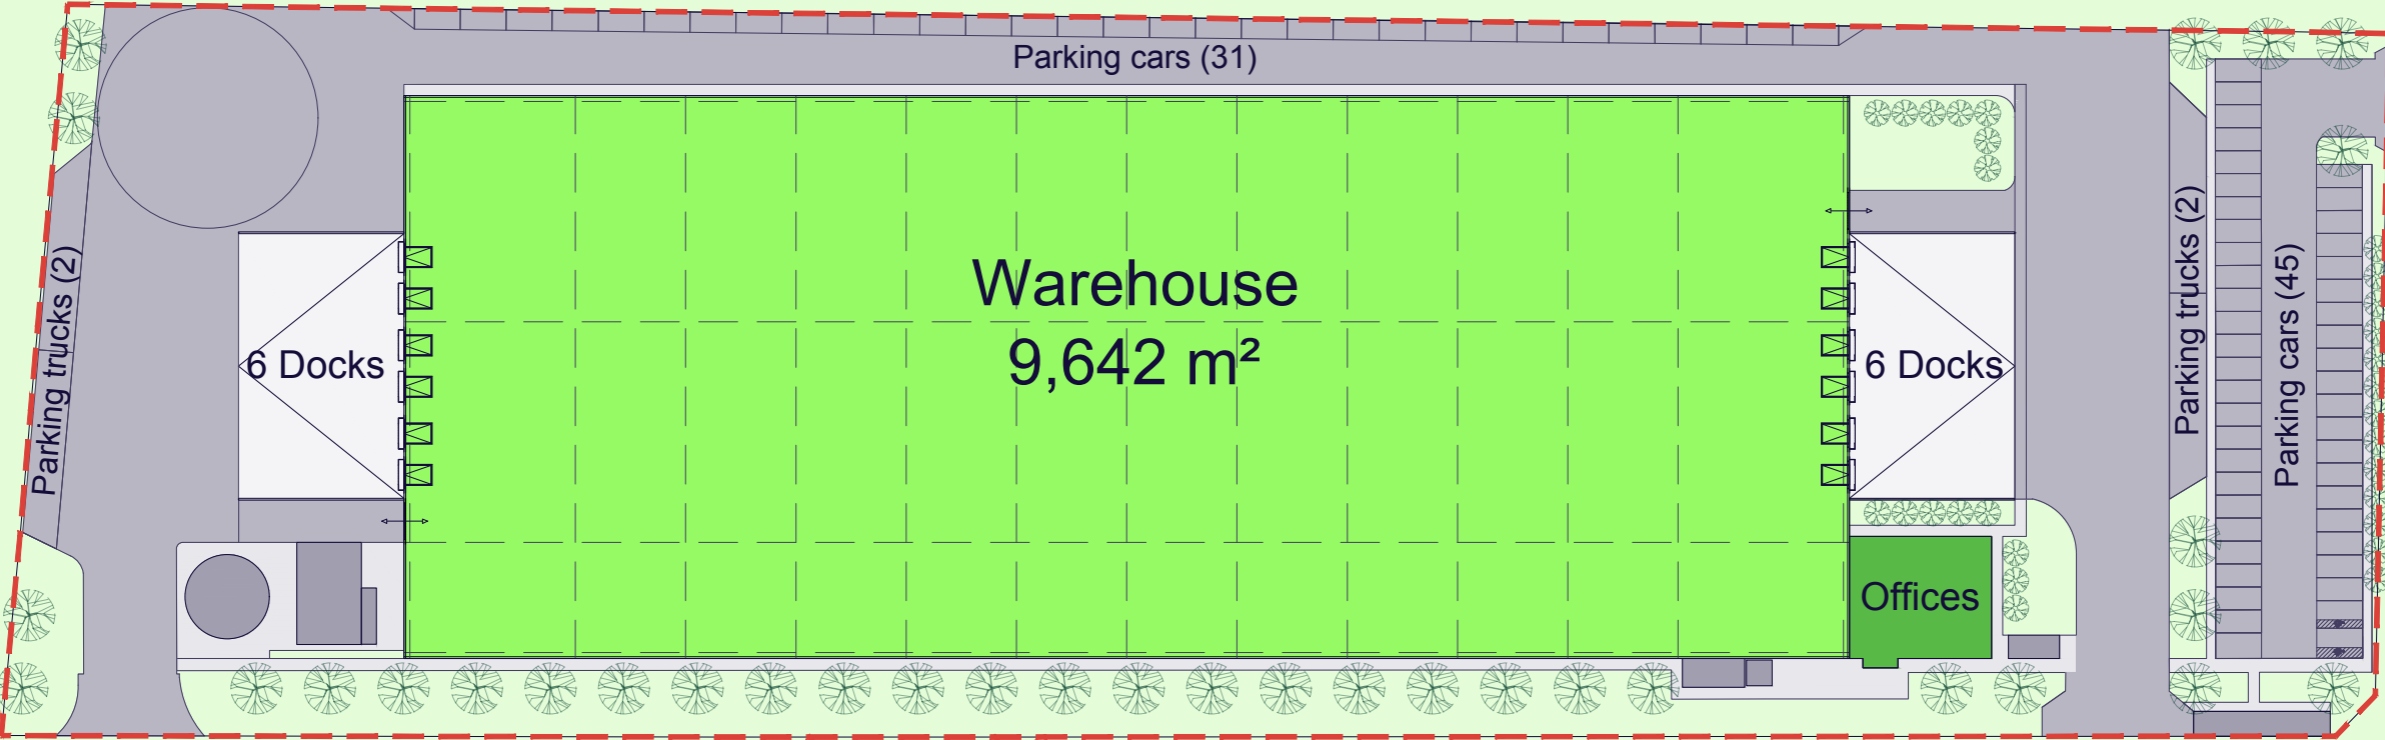 Parking cars (31)
Parking trucks (2)
6 Docks
Warehouse
9,642 m²
6 Docks
Offices
Parking trucks (2)
Parking cars (45)